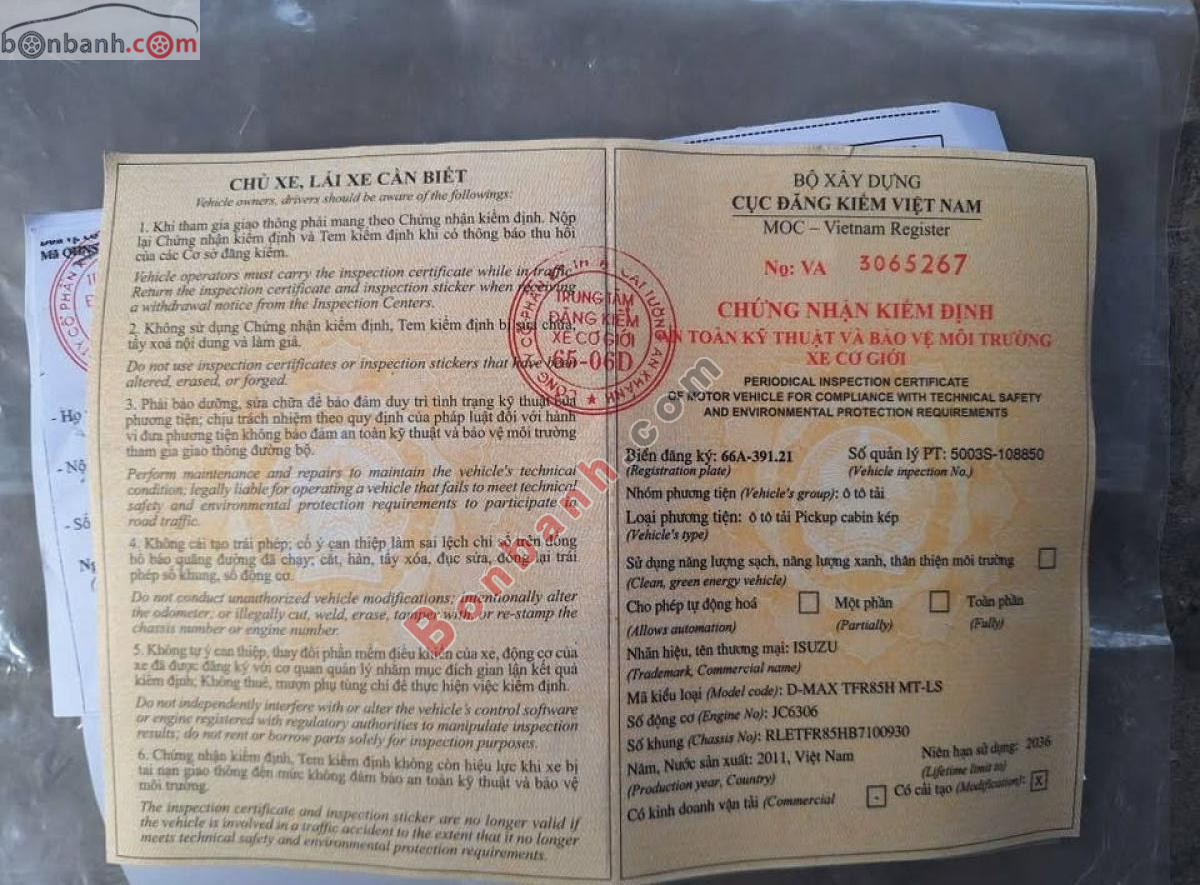 bonbanh.com
Mã QHNS
- Họ
- Nộ
- Số
CHỦ XE, LÁI XE CẦN BIẾT
Vehicle owners, drivers should be aware of the followings:
1. Khi tham gia giao thông phải mang theo Chứng nhận kiểm định. Nộp
lại Chứng nhận kiểm định và Tem kiểm định khi có thông báo thu hồi
của các Cơ sở đăng kiểm.
Vehicle operators must carry the inspection certificate while in traffic.
Return the inspection certificate and inspection sticker when receiving
a withdrawal notice from the Inspection Centers.
2. Không sử dụng Chứng nhận kiểm định, Tem kiểm định bị sửa chữa,
tẩy xoá nội dung và làm giả.
Do not use inspection certificates or inspection stickers that have been
altered, erased, or forged.
3. Phải bảo dưỡng, sửa chữa để bảo đảm duy trì tình trạng kỹ thuật của
phương tiện; chịu trách nhiệm theo quy định của pháp luật đối với hành
vi đưa phương tiện không bảo đảm an toàn kỹ thuật và bảo vệ môi trường
tham gia giao thông đường bộ.
Perform maintenance and repairs to maintain the vehicle's technical
condition; legally liable for operating a vehicle that fails to meet technical
safety and environmental protection requirements to participate in
road traffic.
4. Không cải tạo trái phép; cố ý can thiệp làm sai lệch chỉ số trên đồng
hồ báo quãng đường đã chạy; cắt, hàn, tẩy xóa, đục sửa, đóng lại trái
phép số khung, số động cơ.
Do not conduct unauthorized vehicle modifications; intentionally alter
the odometer; or illegally cut, weld, erase, tamper with or re-stamp the
chassis number or engine number.
5. Không tự ý can thiệp, thay đổi phần mềm điều khiển của xe, động cơ của
xe đã được đăng ký với cơ quan quản lý nhằm mục đích gian lận kết quả
kiểm định; Không thuê, mượn phụ tùng chỉ để thực hiện việc kiểm định.
Do not independently interfere with or alter the vehicle's control software
or engine registered with regulatory authorities to manipulate inspection
results; do not rent or borrow parts solely for inspection purposes.
6. Chứng nhận kiểm định, Tem kiểm định không còn hiệu lực khi xe bị
tai nạn giao thông đến mức không đảm bảo an toàn kỹ thuật và bảo vệ
môi trường.
The inspection certificate and inspection sticker are no longer valid if
the vehicle is involved in a traffic accident to the extent that it no longer
meets technical safety and environmental protection requirements.
TRUNG TÂM
ĐĂNG KIỂM
XE CƠ GIỚI
65-06D
Bonbanh.com
BỘ XÂY DỰNG
CỤC ĐĂNG KIỂM VIỆT NAM
MOC – Vietnam Register
No: VA 3065267
CHỨNG NHẬN KIỂM ĐỊNH
AN TOÀN KỸ THUẬT VÀ BẢO VỆ MÔI TRƯỜNG
XE CƠ GIỚI
PERIODICAL INSPECTION CERTIFICATE
OF MOTOR VEHICLE FOR COMPLIANCE WITH TECHNICAL SAFETY
AND ENVIRONMENTAL PROTECTION REQUIREMENTS
Biển đăng ký: 66A-391.21 Số quản lý PT: 5003S-108850
(Registration plate) (Vehicle inpection No.)
Nhóm phương tiện (Vehicle's group): ô tô tải
Loại phương tiện: ô tô tải Pickup cabin kép
(Vehicle's type)
Sử dụng năng lượng sạch, năng lượng xanh, thân thiện môi trường
(Clean, green energy vehicle)
Cho phép tự động hoá Một phần Toàn phần
(Allows automation) (Partially) (Fully)
Nhãn hiệu, tên thương mại: ISUZU
(Trademark, Commercial name)
Mã kiểu loại (Model code): D-MAX TFR85H MT-LS
Số động cơ (Engine No): JC6306
Số khung (Chassis No): RLETFR85HB7100930
Năm, Nước sản xuất: 2011, Việt Nam Niên hạn sử dụng: 2036
(Production year, Country) (Lifetime limit to)
Có kinh doanh vận tải (Commercial - Có cải tạo (Modification): X